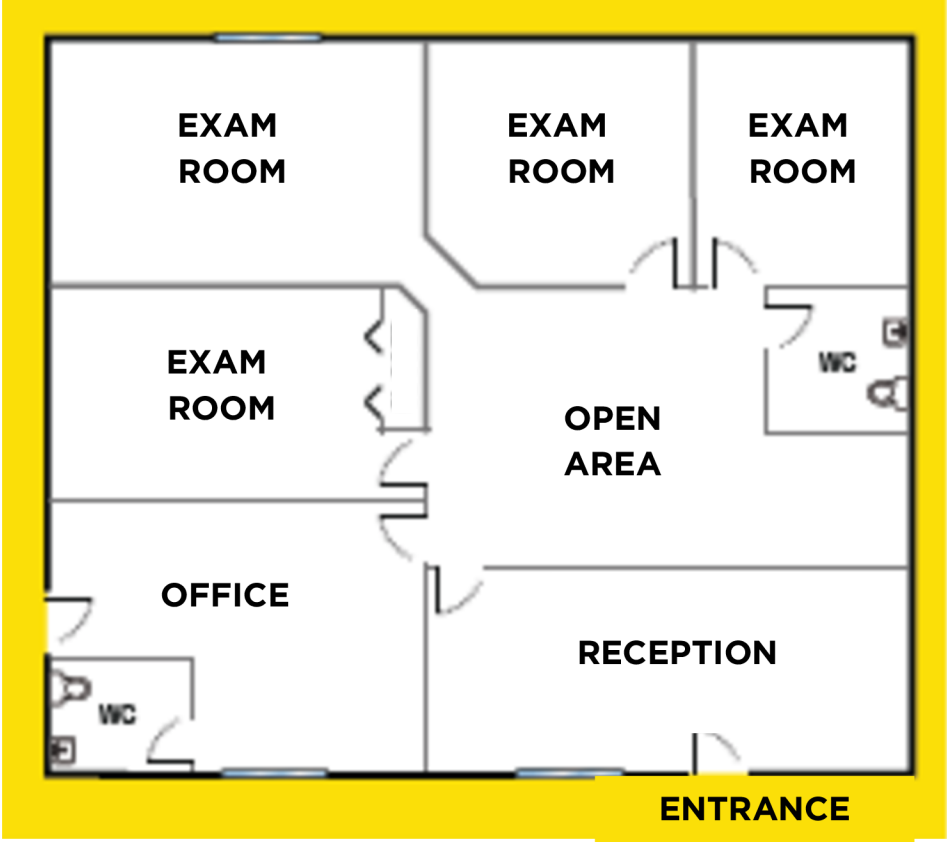 EXAM
ROOM
EXAM
ROOM
EXAM
ROOM
EXAM
ROOM
WC
OPEN
AREA
OFFICE
RECEPTION
WC
ENTRANCE